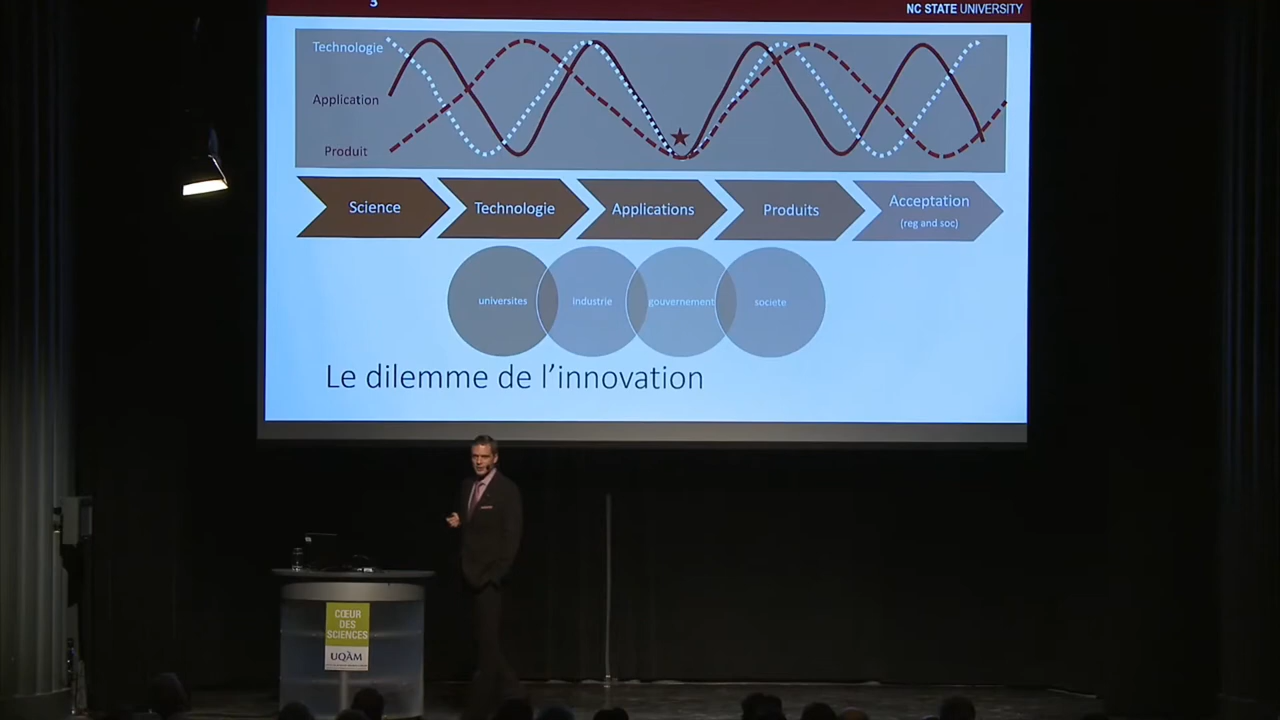 NC STATE UNIVERSITY
Technologie
Application
Produit
Science
Technologie
Applications
Produits
Acceptation
(reg and soc)
universites
Industrie
gouvernement
societe
Le dilemme de l'innovation
CŒUR
DES
SCIENCES
UQÀM